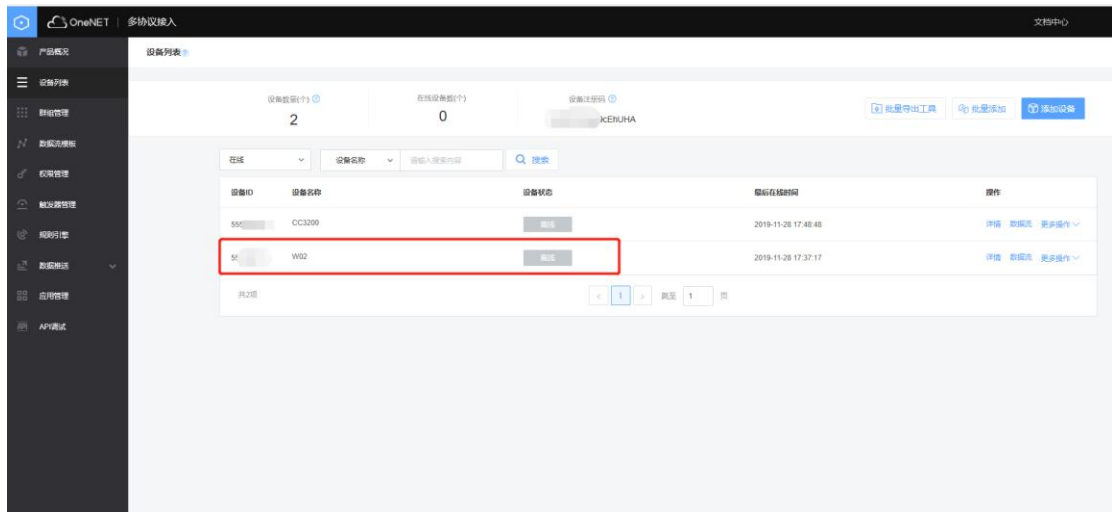 OneNET | 多协议接入 文档中心
产品概况
设备列表
群组管理
数据流模板
权限管理
触发器管理
规则引擎
数据推送
应用管理
API调试
设备列表
设备数量(个) 在线设备数(个) 设备注册码
2 0 JcEhUHA
批量导出工具 批量添加 添加设备
在线 设备名称 请输入搜索内容 搜索
设备ID 设备名称 设备状态 最后在线时间 操作
CC3200 离线 2019-11-28 17:48:48 详情 数据流 更多操作
W02 离线 2019-11-28 17:37:17 详情 数据流 更多操作
共2项 < 1 > 跳至 1 页